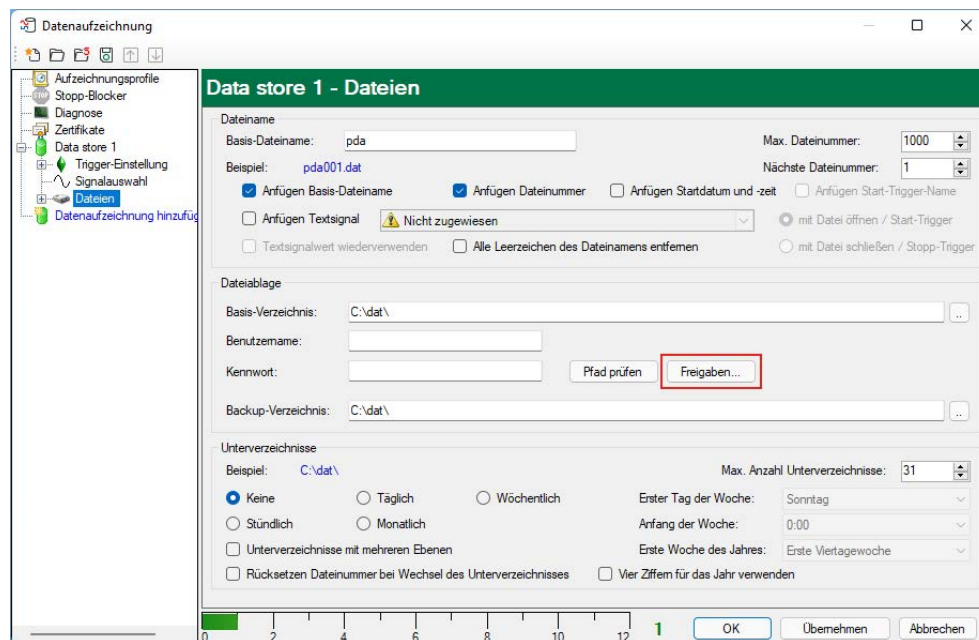 Datenaufzeichnung
Aufzeichnungsprofile
Stopp-Blocker
Diagnose
Zertifikate
Data store 1
Trigger-Einstellung
Signalauswahl
Dateien
Datenaufzeichnung hinzufüg
Data store 1 - Dateien
Dateiname
Basis-Dateiname: pda Max. Dateinummer: 1000
Beispiel: pda001.dat Nächste Dateinummer: 1
Anfügen Basis-Dateiname Anfügen Dateinummer Anfügen Startdatum und -zeit Anfügen Start-Trigger-Name
Anfügen Textsignal Nicht zugewiesen mit Datei öffnen / Start-Trigger
Textsignalwert wiederverwenden Alle Leerzeichen des Dateinamens entfernen mit Datei schließen / Stopp-Trigger
Dateiablage
Basis-Verzeichnis: C:\dat\ ..
Benutzername:
Kennwort: Pfad prüfen Freigaben...
Backup-Verzeichnis: C:\dat\ ..
Unterverzeichnisse
Beispiel: C:\dat\ Max. Anzahl Unterverzeichnisse: 31
Keine Täglich Wöchentlich Erster Tag der Woche: Sonntag
Stündlich Monatlich Anfang der Woche: 0:00
Unterverzeichnisse mit mehreren Ebenen Erste Woche des Jahres: Erste Viertagewoche
Rücksetzen Dateinummer bei Wechsel des Unterverzeichnisses Vier Ziffern für das Jahr verwenden
0 2 4 6 8 10 12 1 OK Übernehmen Abbrechen